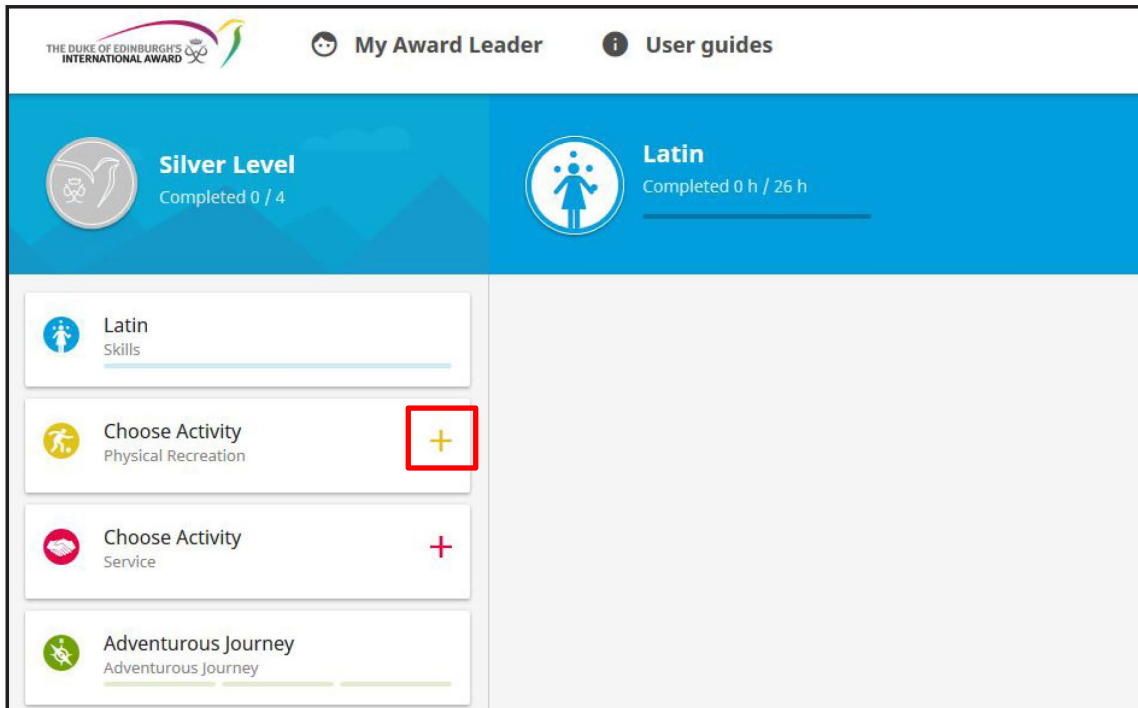 THE DUKE OF EDINBURGH'S
INTERNATIONAL AWARD
My Award Leader
User guides
Silver Level
Completed 0 / 4
Latin
Completed 0 h / 26 h
Latin
Skills
Choose Activity
Physical Recreation
Choose Activity
Service
Adventurous Journey
Adventurous Journey